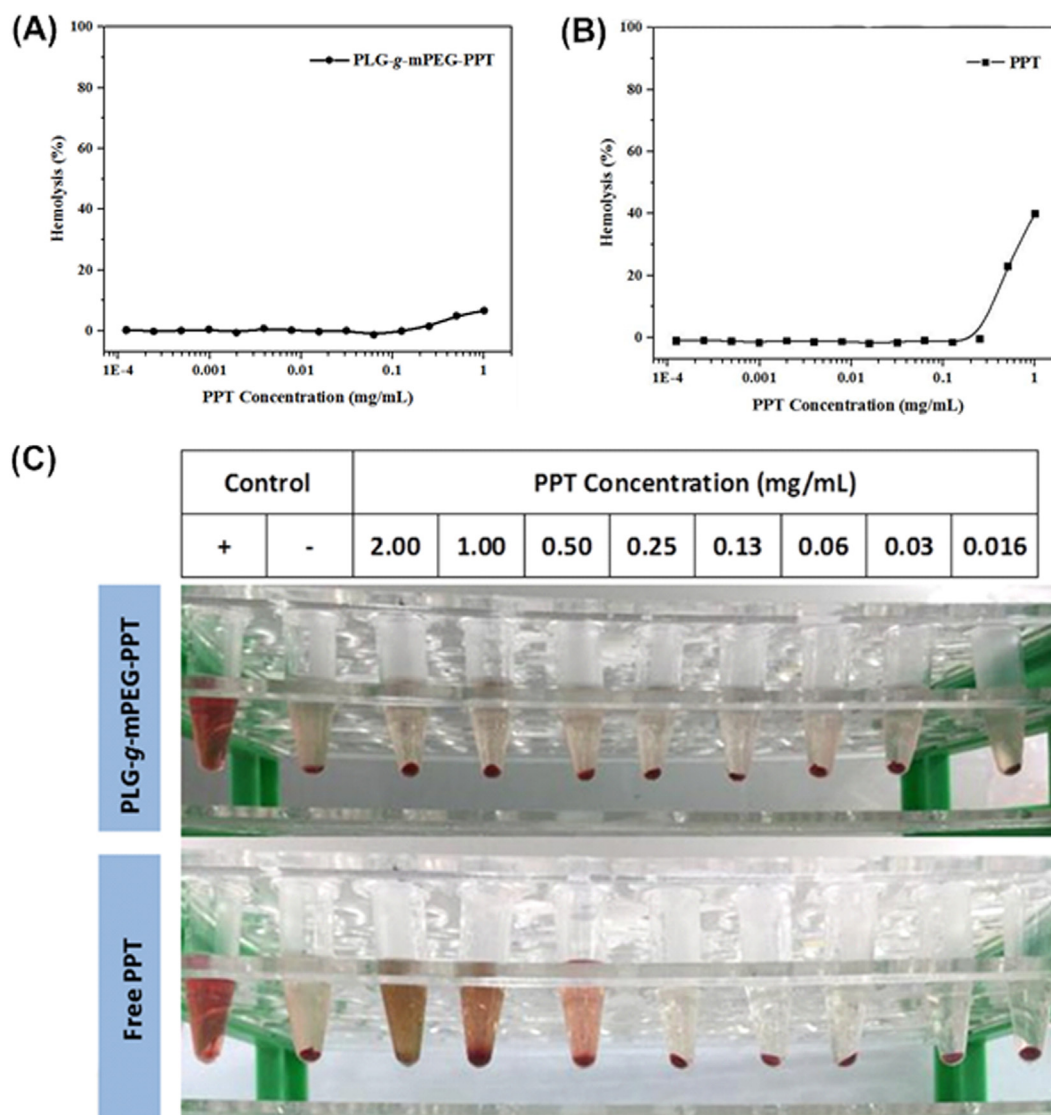 (A)
100
80
60
40
20
0
Hemolysis (%)
PLG-g-mPEG-PPT
1E-4
0.001
0.01
0.1
1
PPT Concentration (mg/mL)
(B)
100
80
60
40
20
0
Hemolysis (%)
PPT
1E-4
0.001
0.01
0.1
1
PPT Concentration (mg/mL)
(C)
Control PPT Concentration (mg/mL)
+ - 2.00 1.00 0.50 0.25 0.13 0.06 0.03 0.016
PLG-g-mPEG-PPT
Free PPT